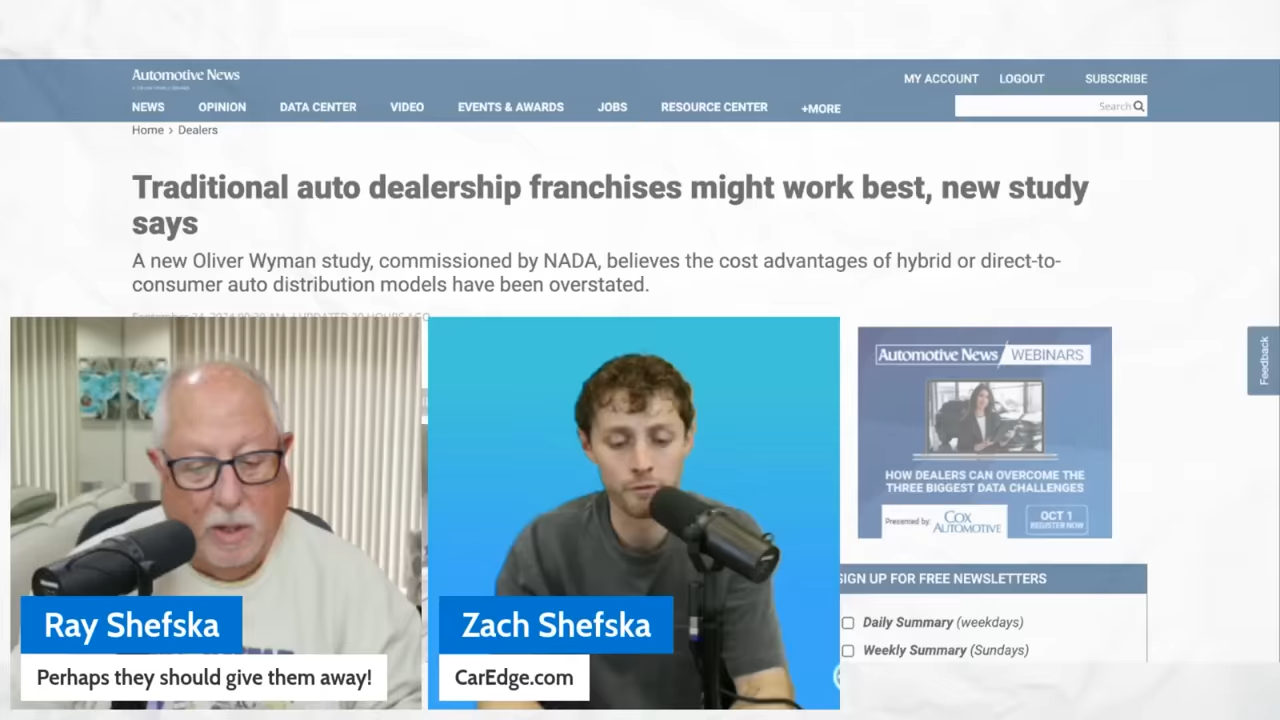 Automotive News
MY ACCOUNT LOGOUT SUBSCRIBE
NEWS OPINION DATA CENTER VIDEO EVENTS & AWARDS JOBS RESOURCE CENTER +MORE
Search
Home > Dealers
Traditional auto dealership franchises might work best, new study
says
A new Oliver Wyman study, commissioned by NADA, believes the cost advantages of hybrid or direct-to-
consumer auto distribution models have been overstated.
Feedback
Automotive News WEBINARS
HOW DEALERS CAN OVERCOME THE
THREE BIGGEST DATA CHALLENGES
Presented by: COX
AUTOMOTIVE
OCT 1
REGISTER NOW
SIGN UP FOR FREE NEWSLETTERS
Daily Summary (weekdays)
Weekly Summary (Sundays)
Ray Shefska
Perhaps they should give them away!
Zach Shefska
CarEdge.com